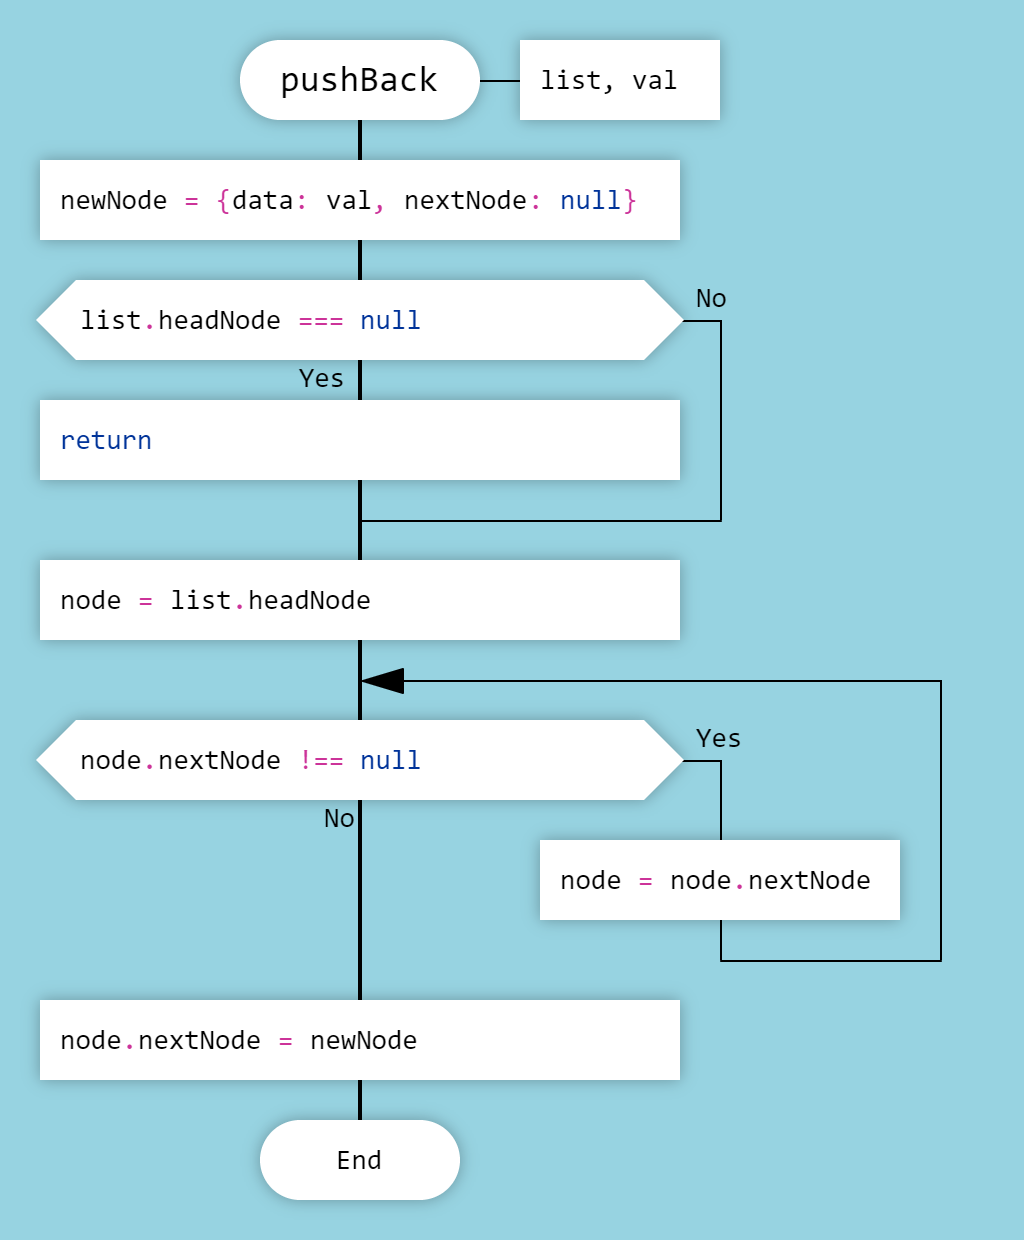 pushBack
list, val
newNode = {data: val, nextNode: null}
list.headNode === null
No
Yes
return
node = list.headNode
node.nextNode !== null
Yes
No
node = node.nextNode
node.nextNode = newNode
End